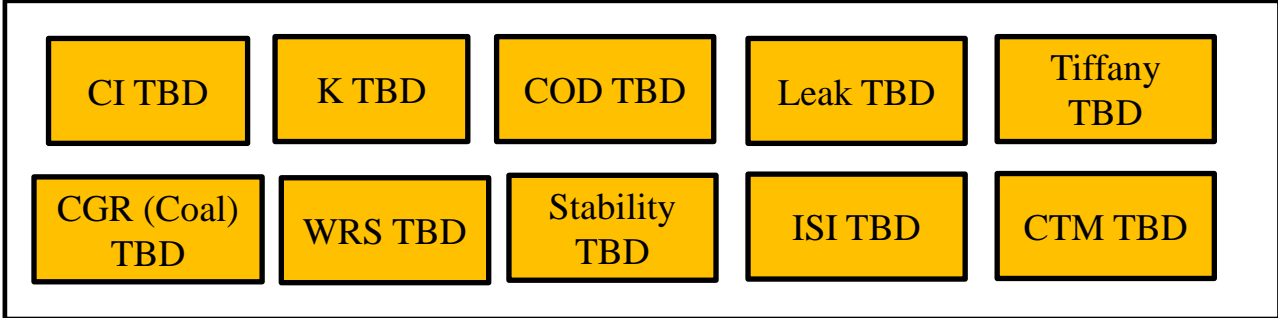 CI TBD
K TBD
COD TBD
Leak TBD
Tiffany
TBD
CGR (Coal)
TBD
WRS TBD
Stability
TBD
ISI TBD
CTM TBD